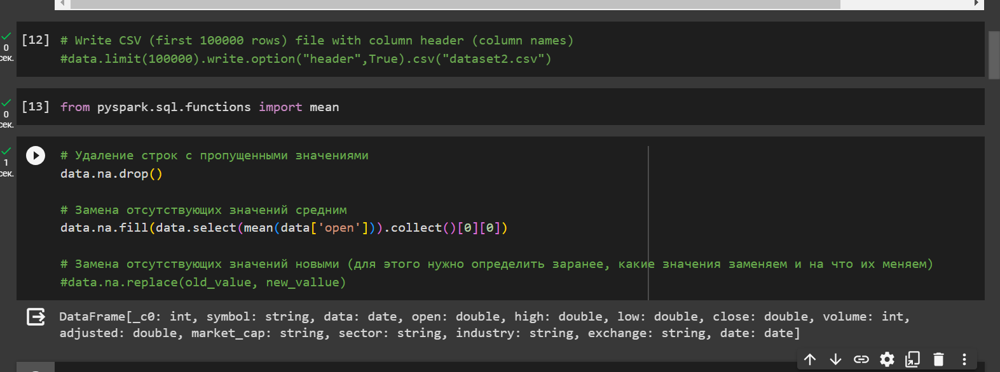 [12] # Write CSV (first 100000 rows) file with column header (column names)
#data.limit(100000).write.option("header",True).csv("dataset2.csv")
0
сек.
[13] from pyspark.sql.functions import mean
0
сек.
# Удаление строк с пропущенными значениями
data.na.drop()
1
сек.
# Замена отсутствующих значений средним
data.na.fill(data.select(mean(data['open'])).collect()[0][0])
# Замена отсутствующих значений новыми (для этого нужно определить заранее, какие значения заменяем и на что их меняем)
#data.na.replace(old_value, new_vallue)
DataFrame[_c0: int, symbol: string, data: date, open: double, high: double, low: double, close: double, volume: int,
adjusted: double, market_cap: string, sector: string, industry: string, exchange: string, date: date]